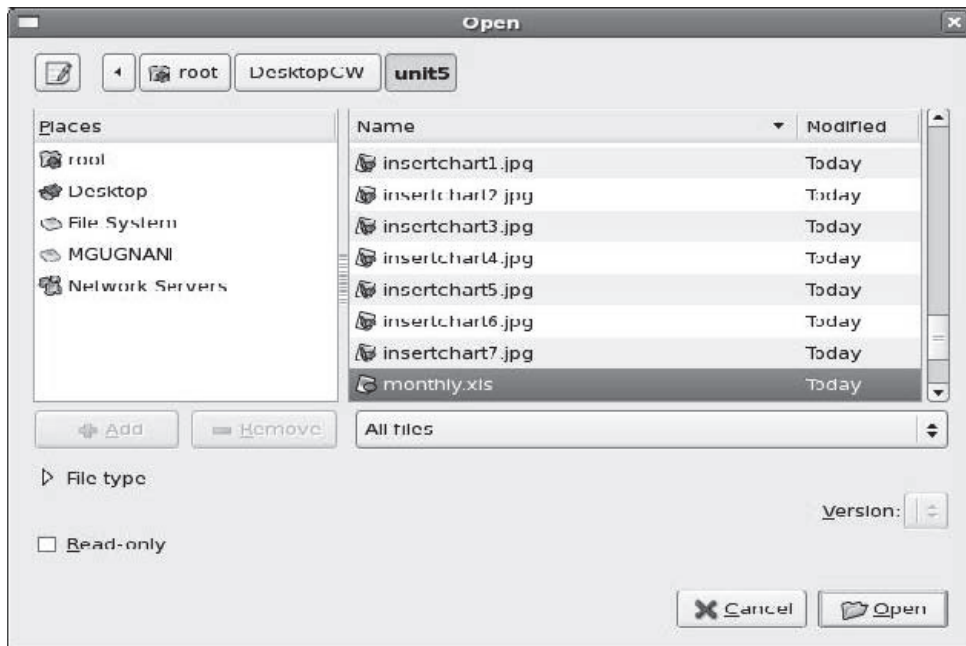 Open
root DesktopCW unit5
Places
root
Desktop
File System
MGUGNANI
Network Servers
Name Modified
insertchart1.jpg Today
insertchart2.jpg Today
insertchart3.jpg Today
insertchart4.jpg Today
insertchart5.jpg Today
insertchart6.jpg Today
insertchart7.jpg Today
monthly.xls Today
Add Remove All files
File type
Version:
Read-only
Cancel Open